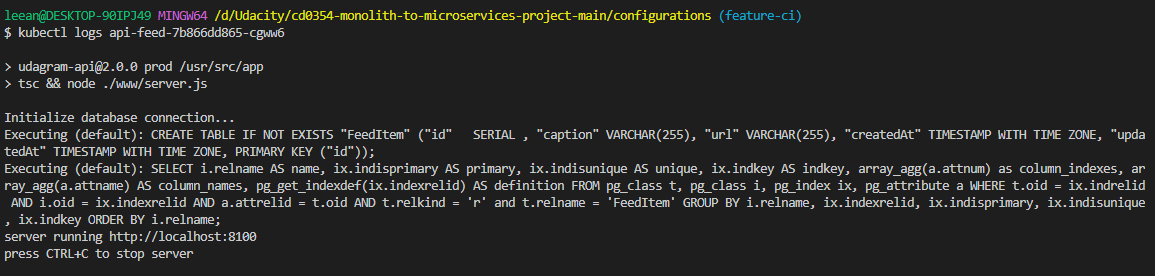 leean@DESKTOP-90IPJ49 MINGW64 /d/Udacity/cd0354-monolith-to-microservices-project-main/configurations (feature-ci)
$ kubectl logs api-feed-7b866dd865-cgww6
> udagram-api@2.0.0 prod /usr/src/app
> tsc && node ./www/server.js
Initialize database connection...
Executing (default): CREATE TABLE IF NOT EXISTS "FeedItem" ("id"   SERIAL , "caption" VARCHAR(255), "url" VARCHAR(255), "createdAt" TIMESTAMP WITH TIME ZONE, "upda
tedAt" TIMESTAMP WITH TIME ZONE, PRIMARY KEY ("id"));
Executing (default): SELECT i.relname AS name, ix.indisprimary AS primary, ix.indisunique AS unique, ix.indkey AS indkey, array_agg(a.attnum) as column_indexes, ar
ray_agg(a.attname) AS column_names, pg_get_indexdef(ix.indexrelid) AS definition FROM pg_class t, pg_class i, pg_index ix, pg_attribute a WHERE t.oid = ix.indrelid
 AND i.oid = ix.indexrelid AND a.attrelid = t.oid AND t.relkind = 'r' and t.relname = 'FeedItem' GROUP BY i.relname, ix.indexrelid, ix.indisprimary, ix.indisunique
, ix.indkey ORDER BY i.relname;
server running http://localhost:8100
press CTRL+C to stop server